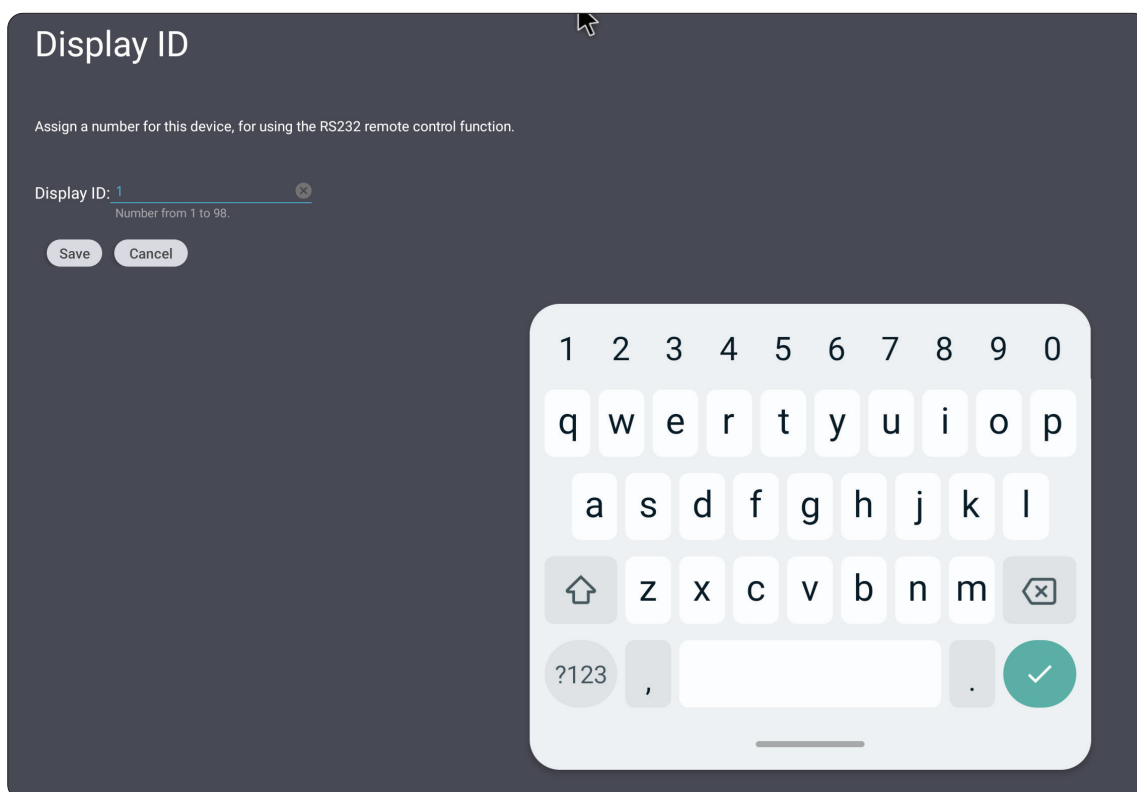 Display ID
Assign a number for this device, for using the RS232 remote control function.
Display ID: 1
Number from 1 to 98.
Save Cancel
1 2 3 4 5 6 7 8 9 0
q w e r t y u i o p
a s d f g h j k l
z x c v b n m
?123 , .